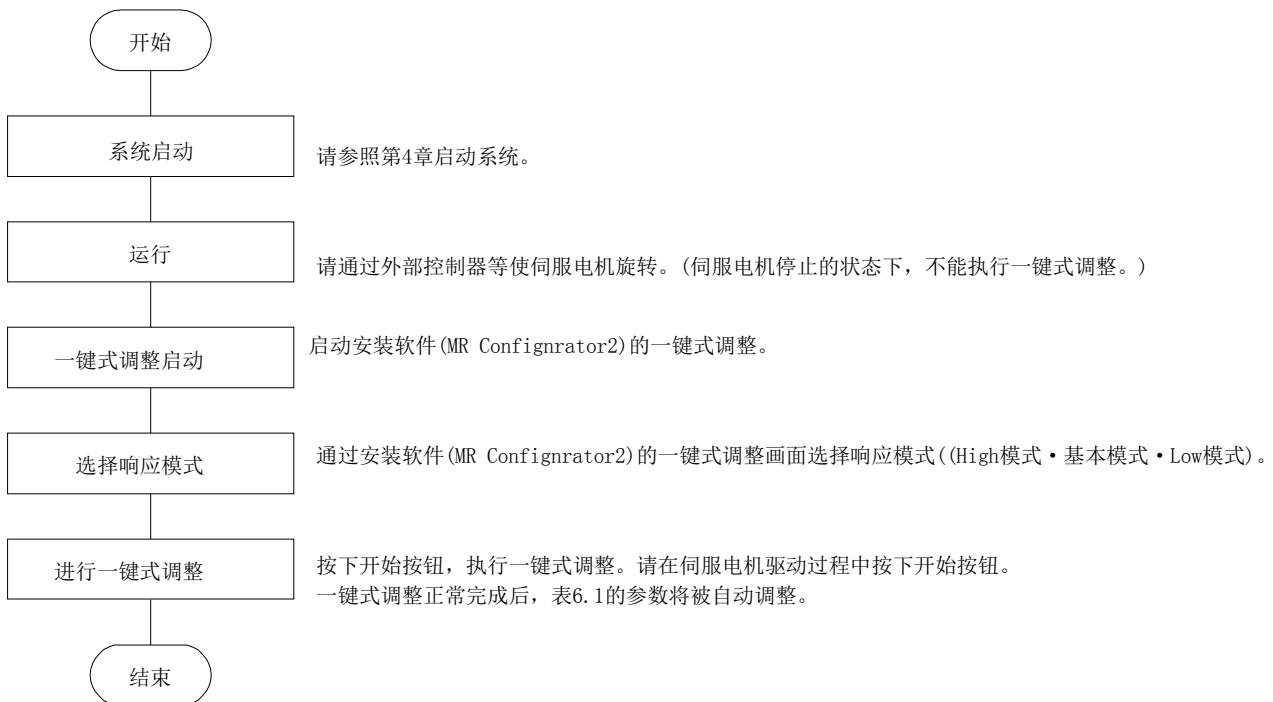 开始
系统启动
请参照第4章启动系统。
运行
请通过外部控制器等使伺服电机旋转。(伺服电机停止的状态下，不能执行一键式调整。)
一键式调整启动
启动安装软件(MR Confignrator2)的一键式调整。
选择响应模式
通过安装软件(MR Confignrator2)的一键式调整画面选择响应模式((High模式・基本模式・Low模式)。
进行一键式调整
按下开始按钮，执行一键式调整。请在伺服电机驱动过程中按下开始按钮。
一键式调整正常完成后，表6.1的参数将被自动调整。
结束